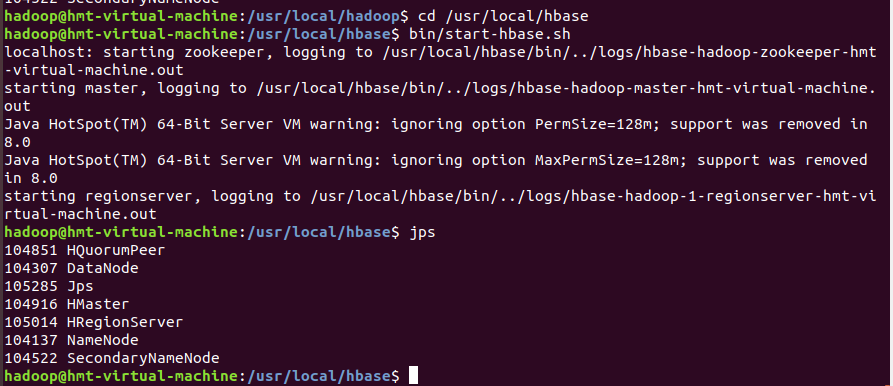 104522 SecondaryNameNode
hadoop@hmt-virtual-machine:/usr/local/hadoop$ cd /usr/local/hbase
hadoop@hmt-virtual-machine:/usr/local/hbase$ bin/start-hbase.sh
localhost: starting zookeeper, logging to /usr/local/hbase/bin/../logs/hbase-hadoop-zookeeper-hmt
-virtual-machine.out
starting master, logging to /usr/local/hbase/bin/../logs/hbase-hadoop-master-hmt-virtual-machine.
out
Java HotSpot(TM) 64-Bit Server VM warning: ignoring option PermSize=128m; support was removed in
8.0
Java HotSpot(TM) 64-Bit Server VM warning: ignoring option MaxPermSize=128m; support was removed
in 8.0
starting regionserver, logging to /usr/local/hbase/bin/../logs/hbase-hadoop-1-regionserver-hmt-vi
rtual-machine.out
hadoop@hmt-virtual-machine:/usr/local/hbase$ jps
104851 HQuorumPeer
104307 DataNode
105285 Jps
104916 HMaster
105014 HRegionServer
104137 NameNode
104522 SecondaryNameNode
hadoop@hmt-virtual-machine:/usr/local/hbase$